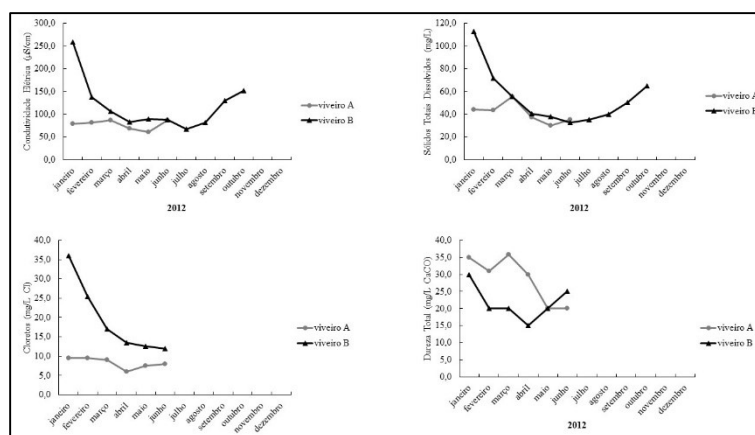 Condutividade Elétrica (µS/cm)
300,0
250,0
200,0
150,0
100,0
50,0
0,0
janeiro
fevereiro
março
abril
maio
junho
julho
agosto
setembro
outubro
novembro
dezembro
2012
viveiro A
viveiro B
Sólidos Totais Dissolvidos (mg/L)
120,0
100,0
80,0
60,0
40,0
20,0
0,0
janeiro
fevereiro
março
abril
maio
junho
julho
agosto
setembro
outubro
novembro
dezembro
2012
viveiro A
viveiro B
Cloretos (mg/L Cl)
40,0
35,0
30,0
25,0
20,0
15,0
10,0
5,0
0,0
janeiro
fevereiro
março
abril
maio
junho
julho
agosto
setembro
outubro
novembro
dezembro
viveiro A
viveiro B
Dureza Total (mg/L CaCO
40,0
35,0
30,0
25,0
20,0
15,0
10,0
5,0
0,0
janeiro
fevereiro
março
abril
maio
junho
julho
agosto
setembro
outubro
novembro
dezembro
2012
viveiro A
viveiro B